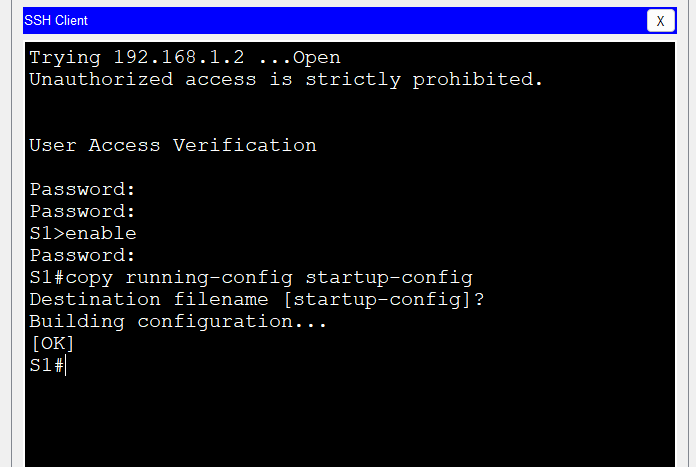 SSH Client
X
Trying 192.168.1.2 ...Open
Unauthorized access is strictly prohibited.
User Access Verification
Password:
Password:
S1>enable
Password:
S1#copy running-config startup-config
Destination filename [startup-config]?
Building configuration...
[OK]
S1#